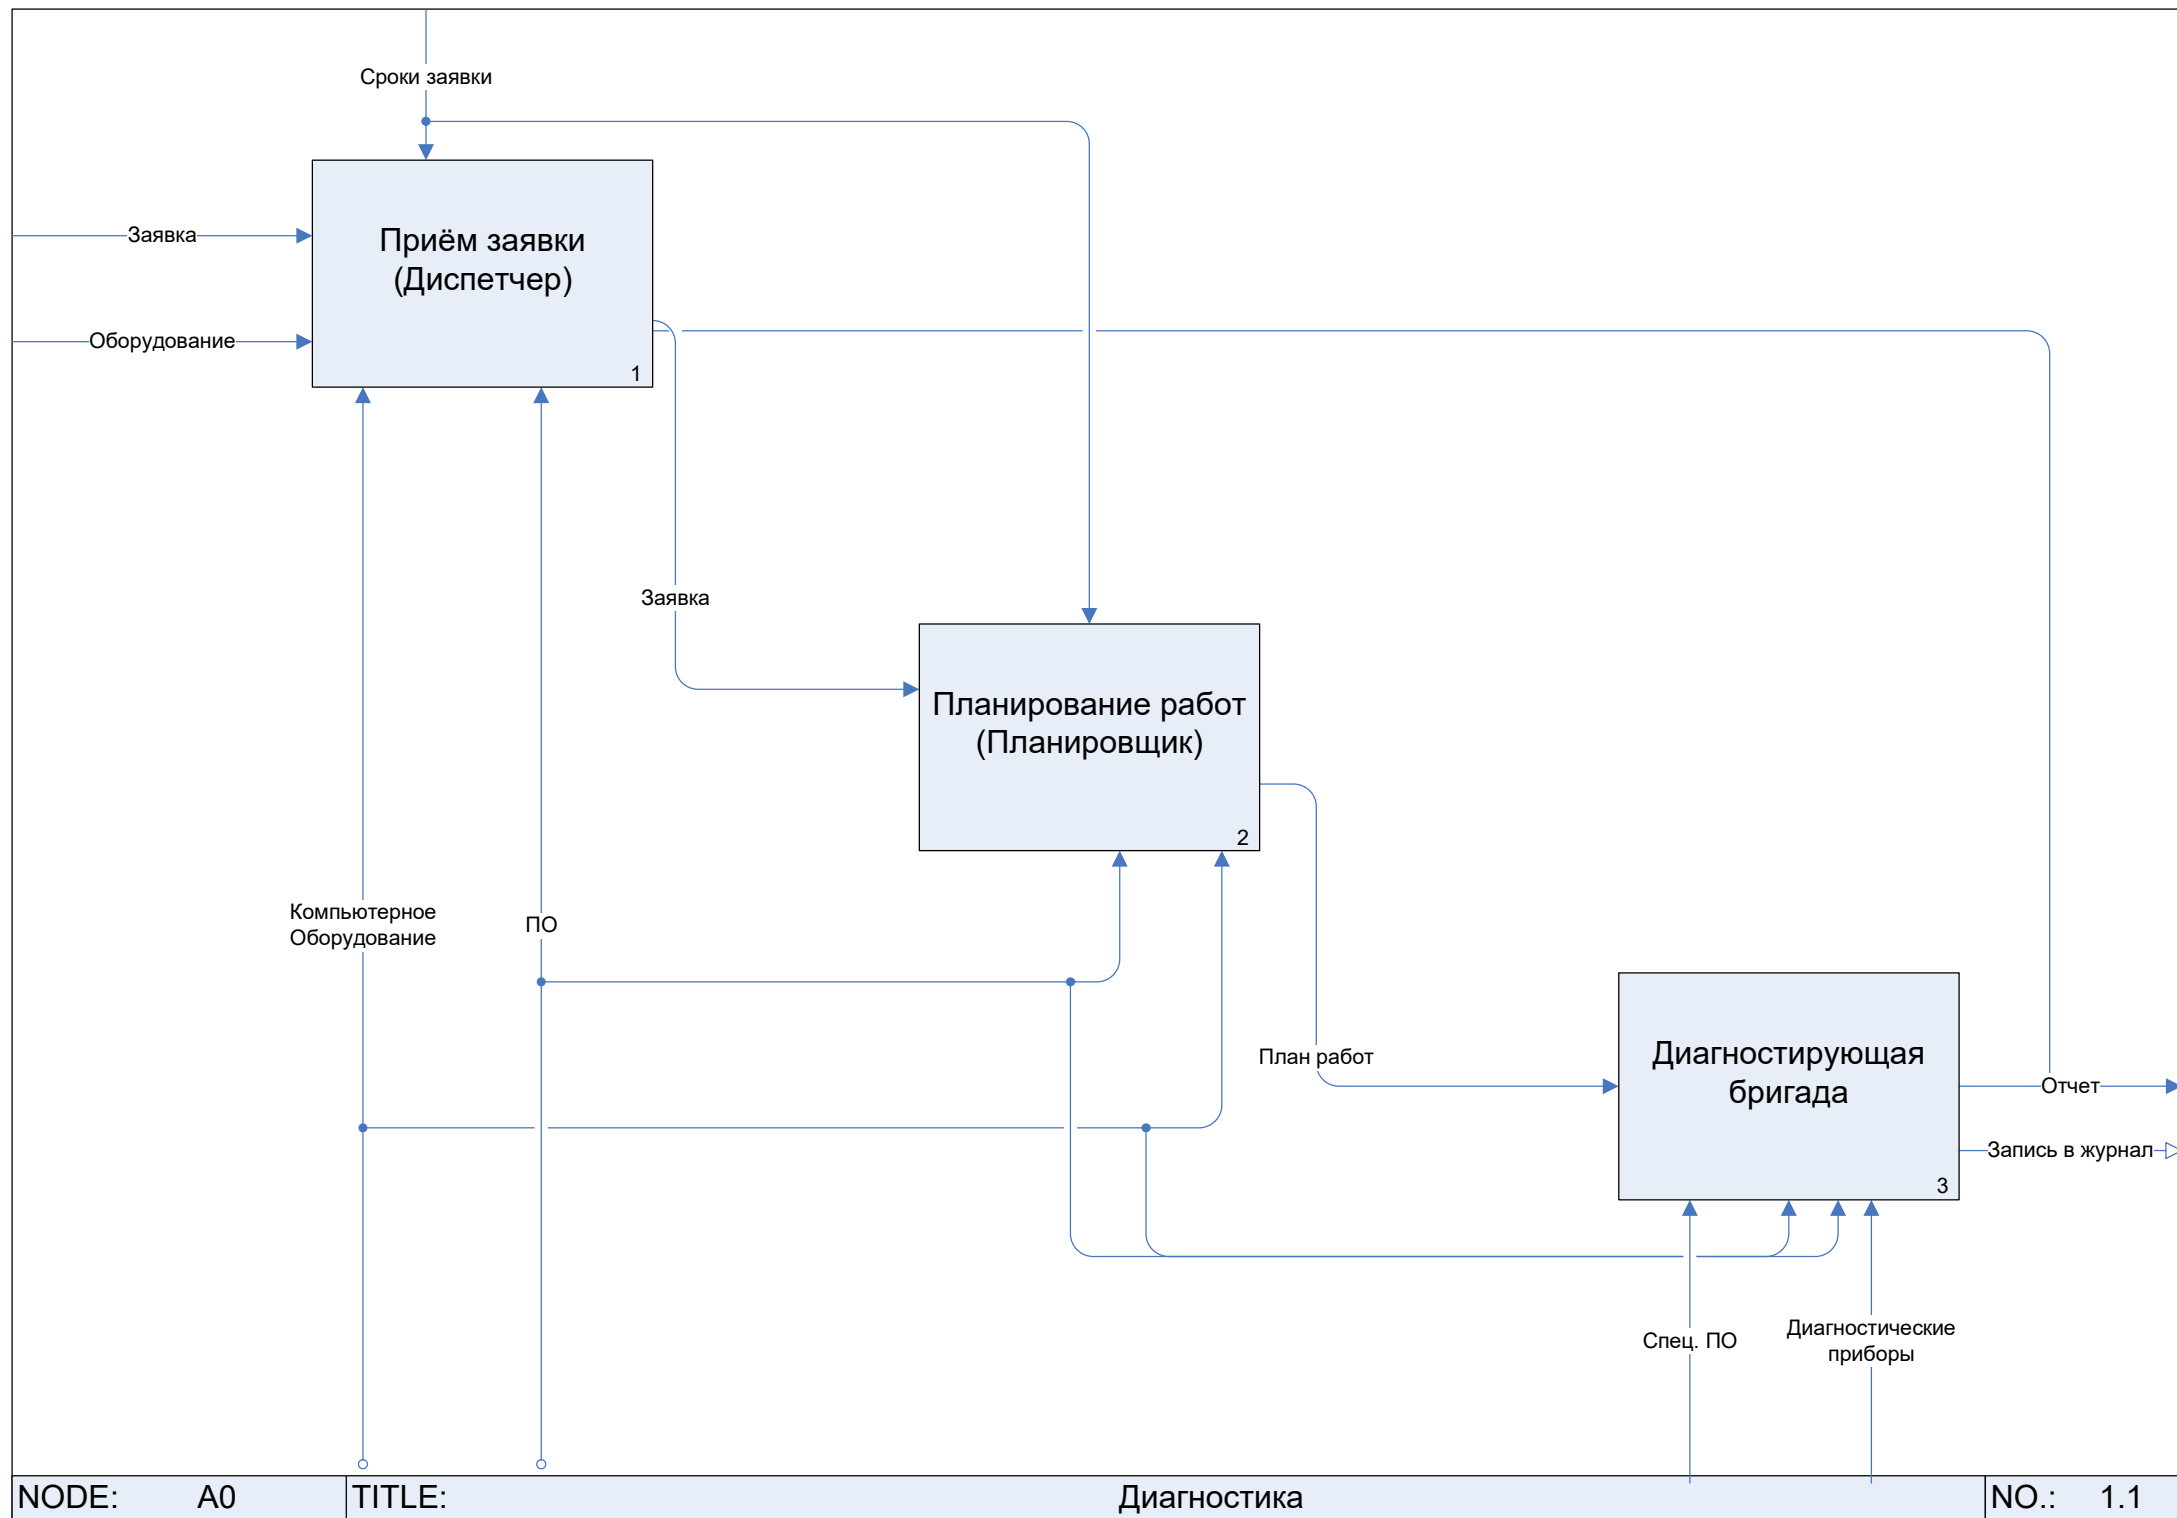 Сроки заявки
Заявка
Приём заявки
(Диспетчер)
Оборудование
1
Заявка
Планирование работ
(Планировщик)
2
Компьютерное
Оборудование
ПО
План работ
Диагностирующая
бригада
Отчет
Запись в журнал
3
Спец. ПО
Диагностические
приборы
NODE: A0 TITLE: Диагностика NO.: 1.1